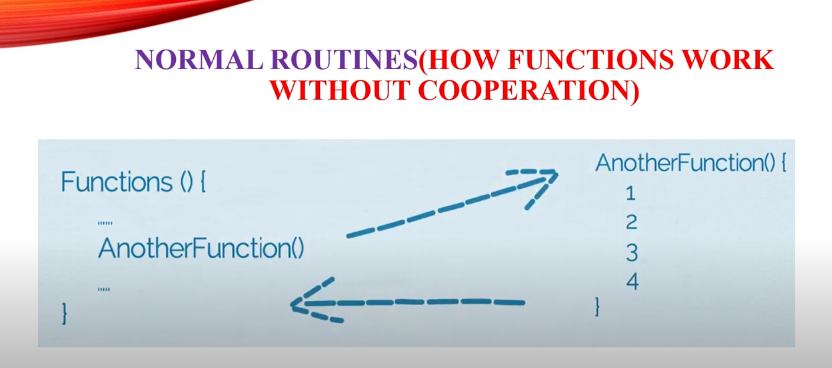 NORMAL ROUTINES(HOW FUNCTIONS WORK
WITHOUT COOPERATION)
Functions () {
......
AnotherFunction()
.....
}
AnotherFunction() {
1
2
3
4
}